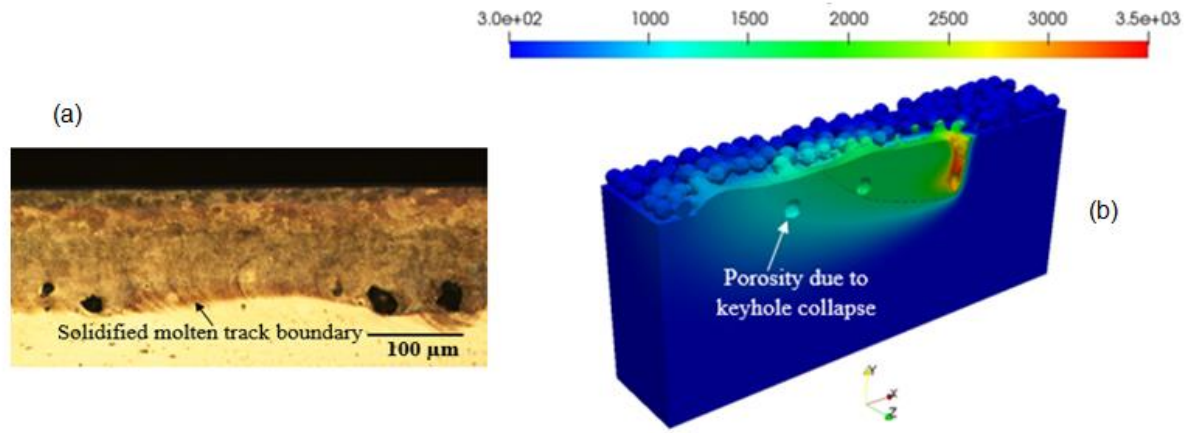 3.0e+02 1000 1500 2000 2500 3000 3.5e+03
(a)
Solidified molten track boundary
100 µm
(b)
Porosity due to
keyhole collapse
Y
X
Z